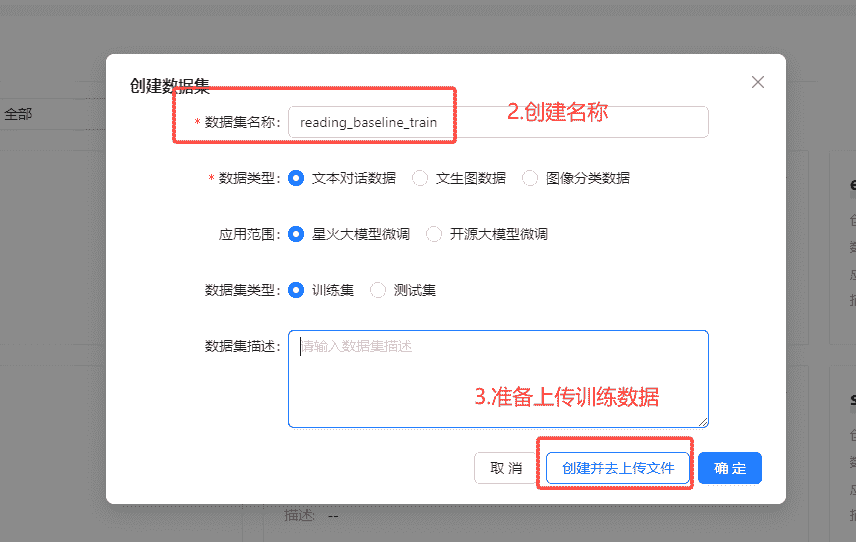 创建数据集
全部
* 数据集名称: reading_baseline_train
2.创建名称
* 数据类型: 文本对话数据 文生图数据 图像分类数据
应用范围: 星火大模型微调 开源大模型微调
数据集类型: 训练集 测试集
数据集描述: 请输入数据集描述
3.准备上传训练数据
取消 创建并去上传文件 确定
描述: --